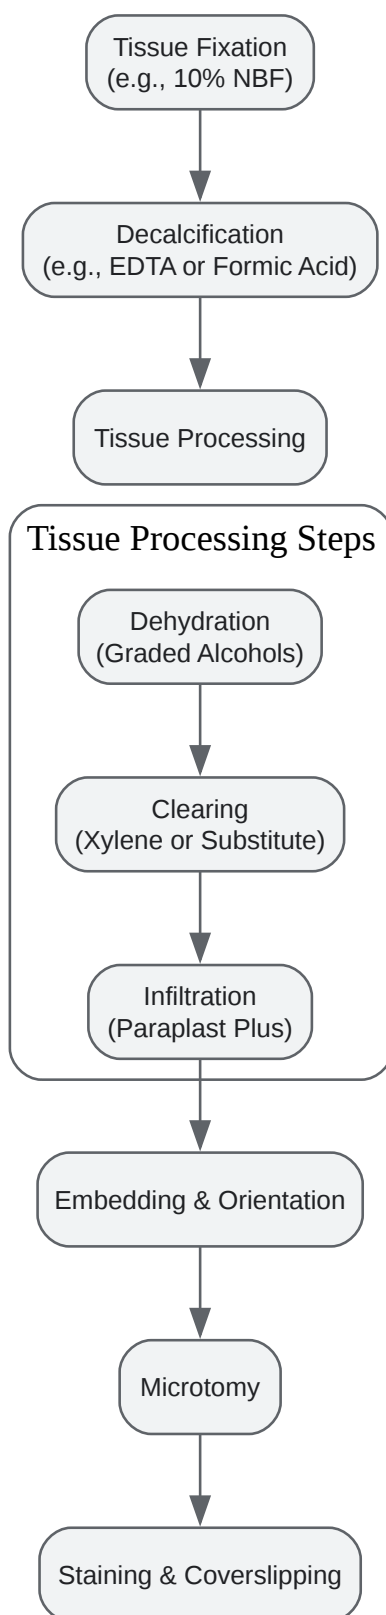 Tissue Fixation
(e.g., 10% NBF)
Decalcification
(e.g., EDTA or Formic Acid)
Tissue Processing
Tissue Processing Steps
Dehydration
(Graded Alcohols)
Clearing
(Xylene or Substitute)
Infiltration
(Paraplast Plus)
Embedding & Orientation
Microtomy
Staining & Coverslipping